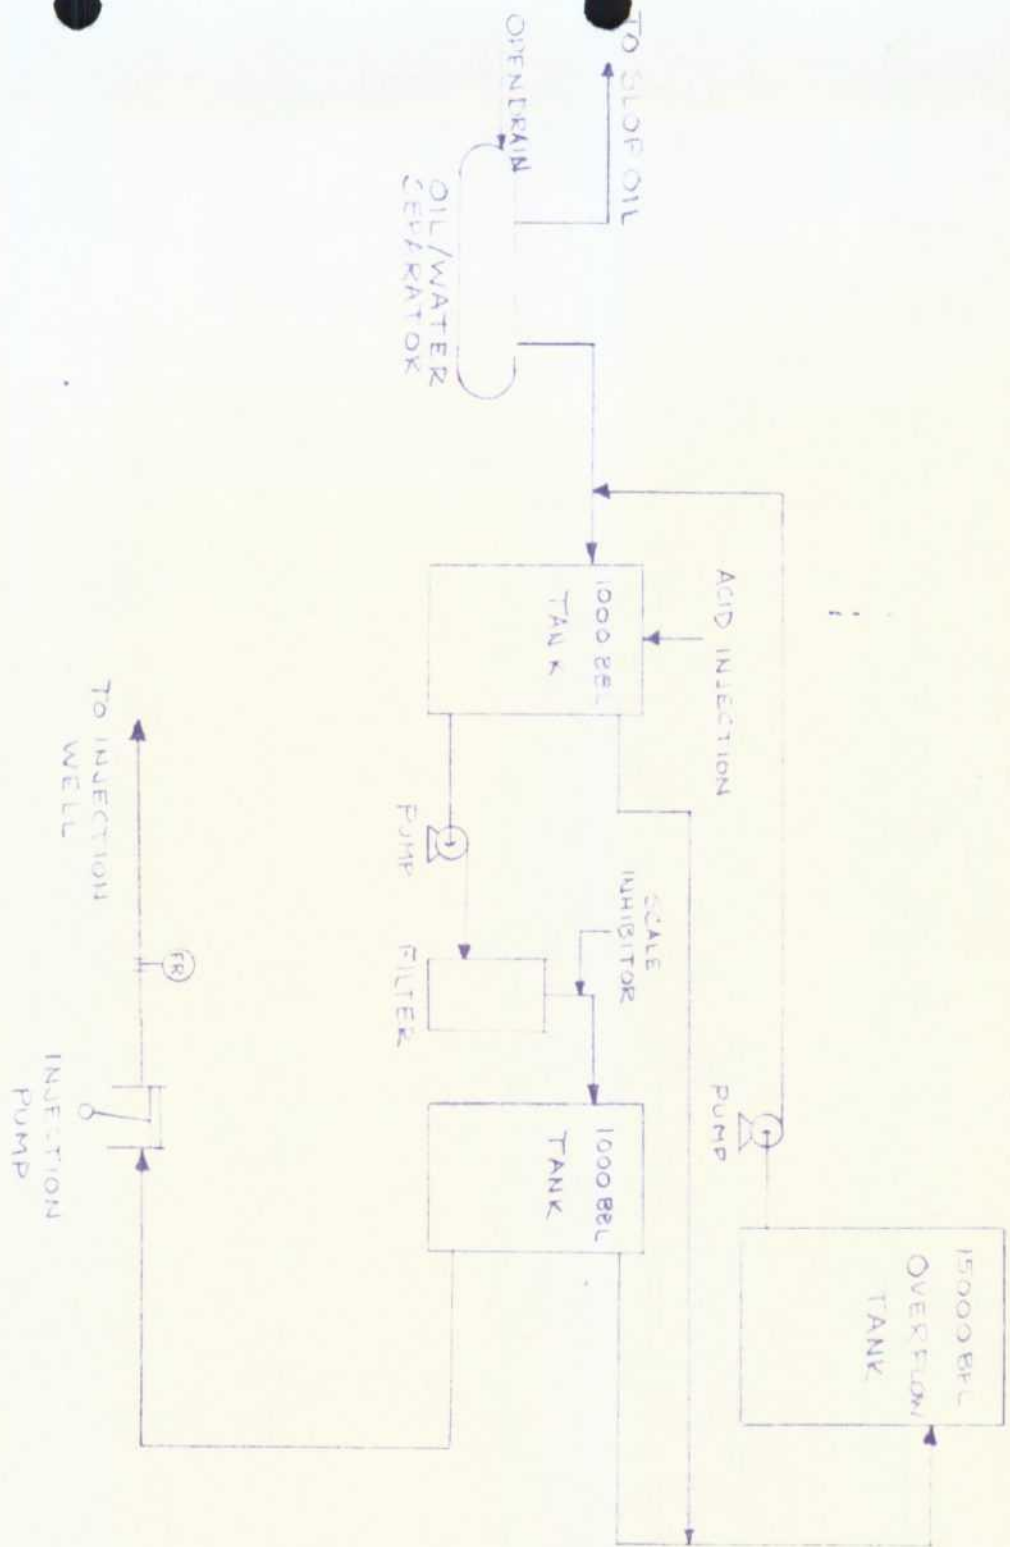 15000 BBL
OVERFLOW
TANK
PUMP
TO SLOP OIL
ACID INJECTION
OPEN DRAIN
OIL/WATER
SEPARATOR
1000 BBL
TANK
SCALE
INHIBITOR
1000 BBL
TANK
PUMP
FILTER
TO INJECTION
WELL
FR
INJECTION
PUMP